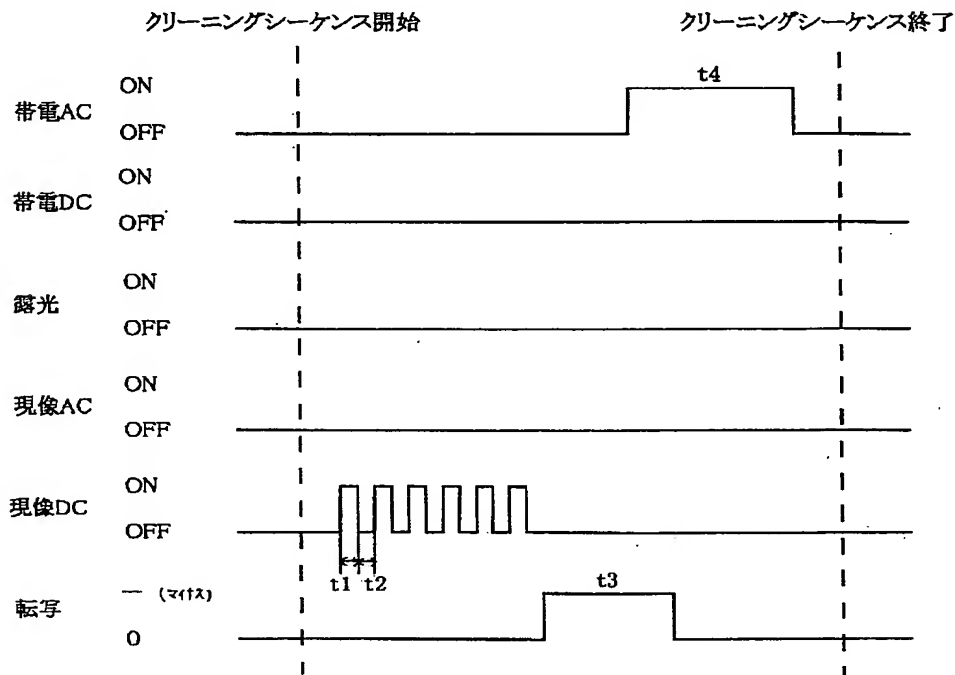 クリーニングシーケンス開始
クリーニングシーケンス終了
帯電AC
ON
OFF
t4
帯電DC
ON
OFF
露光
ON
OFF
現像AC
ON
OFF
現像DC
ON
OFF
t1
t2
転写
― (マイナス)
0
t3